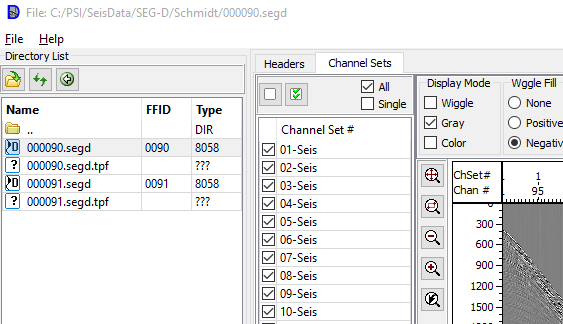 File: C:/PSI/SeisData/SEG-D/Schmidt/000090.segd
File Help
Directory List
Name FFID Type
.. DIR
000090.segd 0090 8058
000090.segd.tpf ???
000091.segd 0091 8058
000091.segd.tpf ???
Headers Channel Sets
All
Single
Channel Set #
01-Seis
02-Seis
03-Seis
04-Seis
05-Seis
06-Seis
07-Seis
08-Seis
09-Seis
10-Seis
Display Mode
Wiggle
Gray
Color
Wggle Fill
None
Positive
Negativ
ChSet# 1
Chan # 95
0
300
600
900
1200
1500